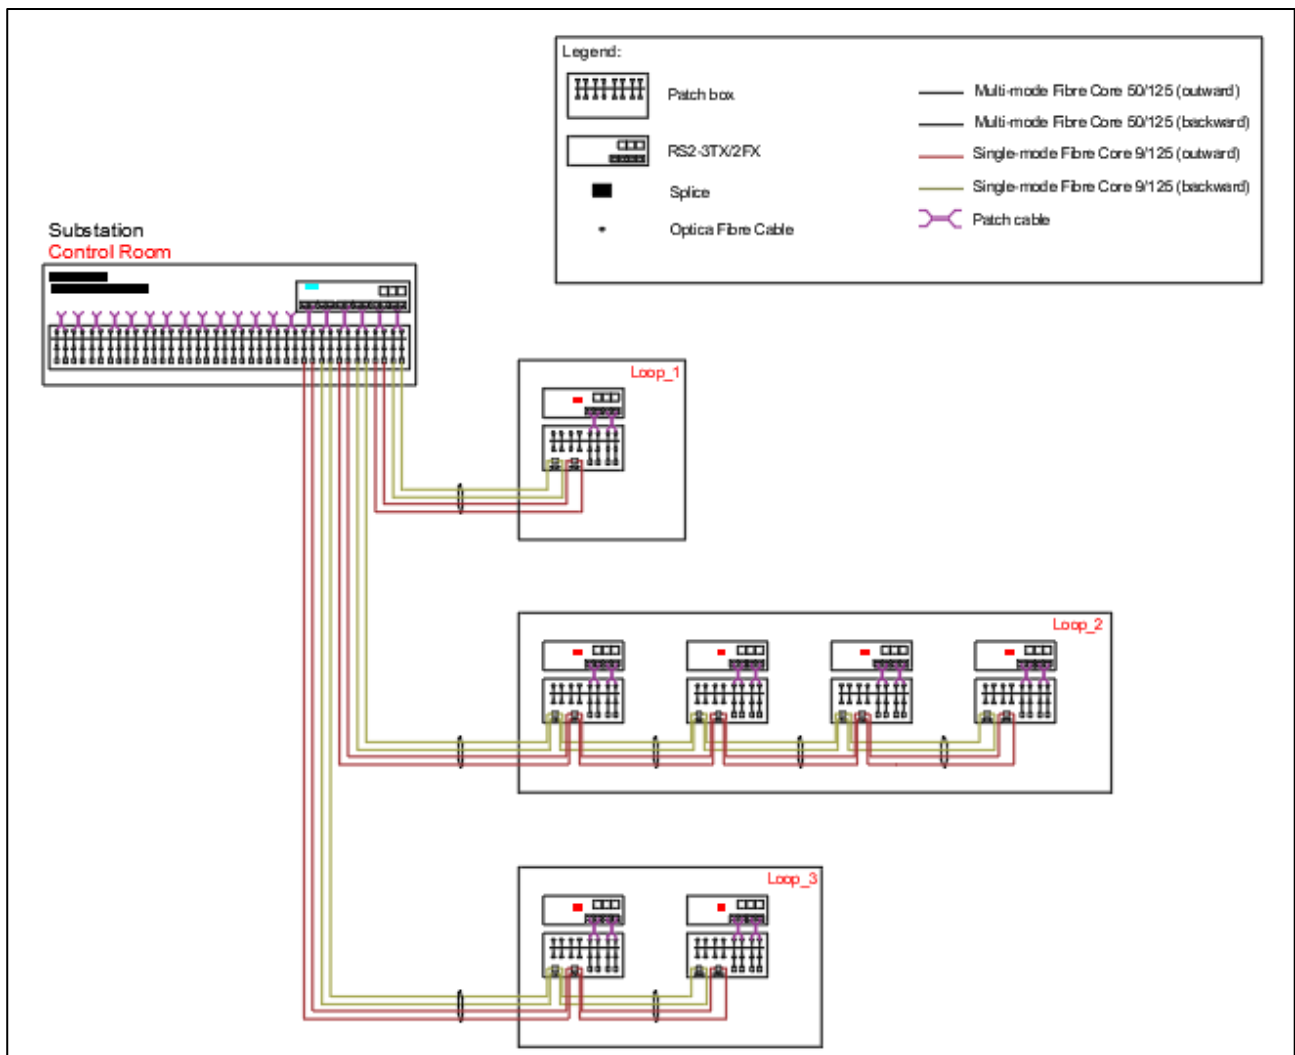 Legend:
Patch box
RS2-3TX/2FX
Splice
Optica Fibre Cable
Multi-mode Fibre Core 50/125 (outward)
Multi-mode Fibre Core 50/125 (backward)
Single-mode Fibre Core 9/125 (outward)
Single-mode Fibre Core 9/125 (backward)
Patch cable
Substation
Control Room
Loop_1
Loop_2
Loop_3